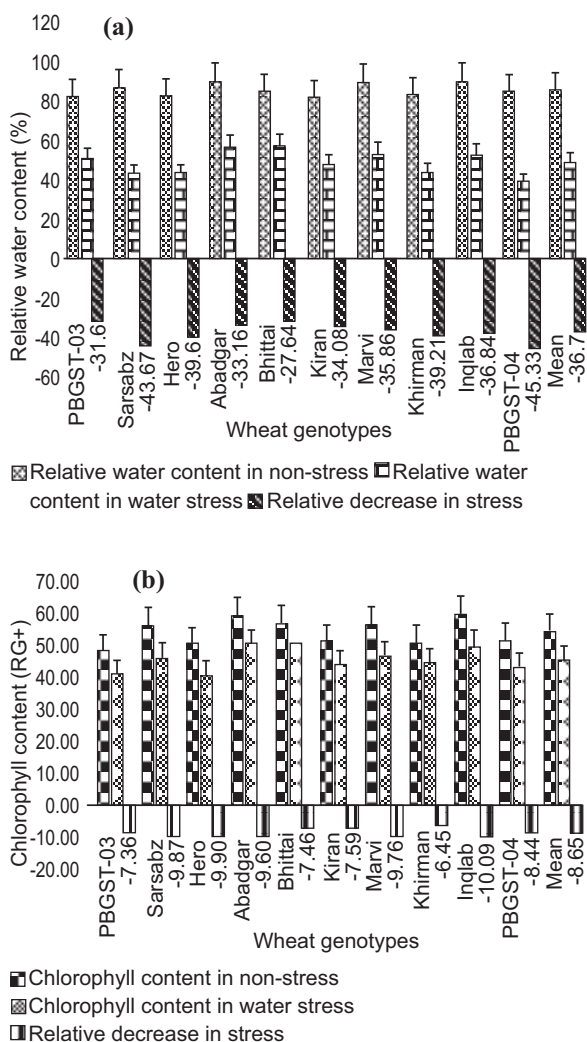 (a)
120
100
80
60
40
20
0
-20
-40
-60
Relative water content (%)
PBGST-03 -31.6
Sarsabz -43.67
Hero -39.6
Abadgar -33.16
Bhittai -27.64
Kiran -34.08
Marvi -35.86
Khirman -39.21
Inqlab -36.84
PBGST-04 -45.33
Mean -36.7
Wheat genotypes
Relative water content in non-stress Relative water
content in water stress Relative decrease in stress
(b)
70.00
60.00
50.00
40.00
30.00
20.00
10.00
0.00
-10.00
-20.00
Chlorophyll content (RG+)
PBGST-03 -7.36
Sarsabz -9.87
Hero -9.90
Abadgar -9.60
Bhittai -7.46
Kiran -7.59
Marvi -9.76
Khirman -6.45
Inqlab -10.09
PBGST-04 -8.44
Mean -8.65
Wheat genotypes
Chlorophyll content in non-stress
Chlorophyll content in water stress
Relative decrease in stress